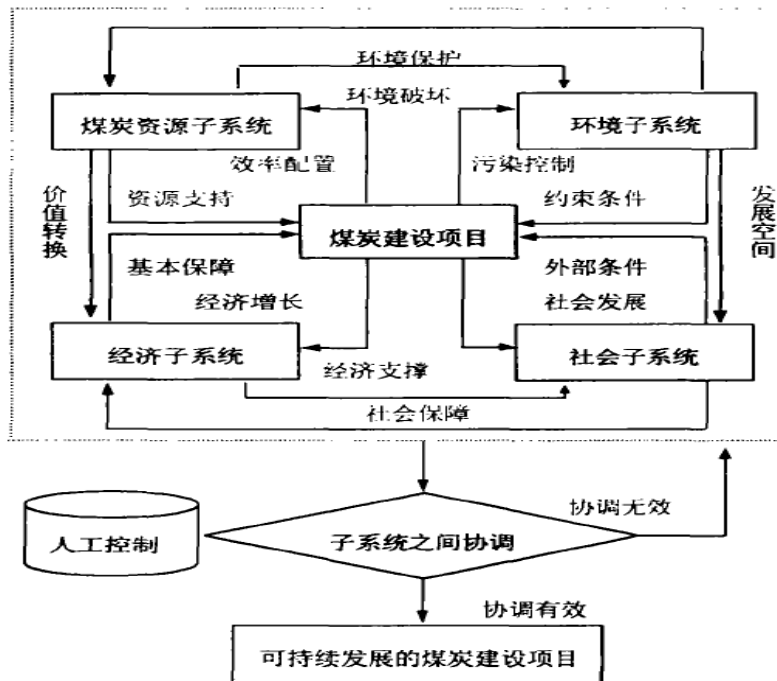 环境保护
环境破坏
煤炭资源子系统
环境子系统
效率配置
污染控制
价值转换
资源支持
约束条件
发展空间
煤炭建设项目
基本保障
外部条件
经济增长
社会发展
经济子系统
社会子系统
经济支撑
社会保障
协调无效
人工控制
子系统之间协调
协调有效
可持续发展的煤炭建设项目